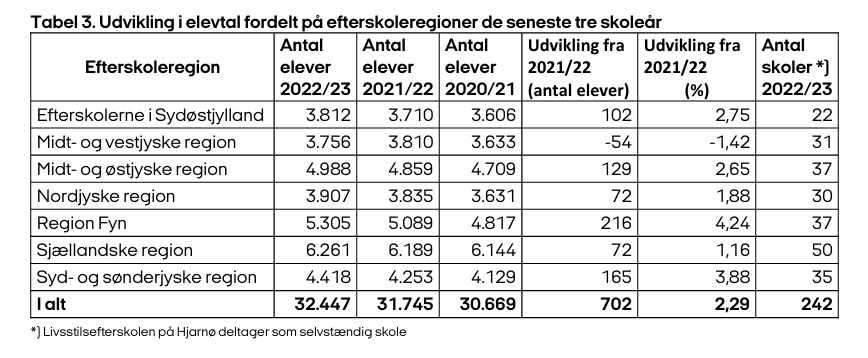 Tabel 3. Udvikling i elevtal fordelt på efterskoleregioner de seneste tre skoleår
Efterskoleregion | Antal elever 2022/23 | Antal elever 2021/22 | Antal elever 2020/21 | Udvikling fra 2021/22 (antal elever) | Udvikling fra 2021/22 (%) | Antal skoler *) 2022/23
Efterskolerne i Sydøstjylland | 3.812 | 3.710 | 3.606 | 102 | 2,75 | 22
Midt- og vestjyske region | 3.756 | 3.810 | 3.633 | -54 | -1,42 | 31
Midt- og østjyske region | 4.988 | 4.859 | 4.709 | 129 | 2,65 | 37
Nordjyske region | 3.907 | 3.835 | 3.631 | 72 | 1,88 | 30
Region Fyn | 5.305 | 5.089 | 4.817 | 216 | 4,24 | 37
Sjællandske region | 6.261 | 6.189 | 6.144 | 72 | 1,16 | 50
Syd- og sønderjyske region | 4.418 | 4.253 | 4.129 | 165 | 3,88 | 35
I alt | 32.447 | 31.745 | 30.669 | 702 | 2,29 | 242
*) Livsstilsefterskolen på Hjarnø deltager som selvstændig skole